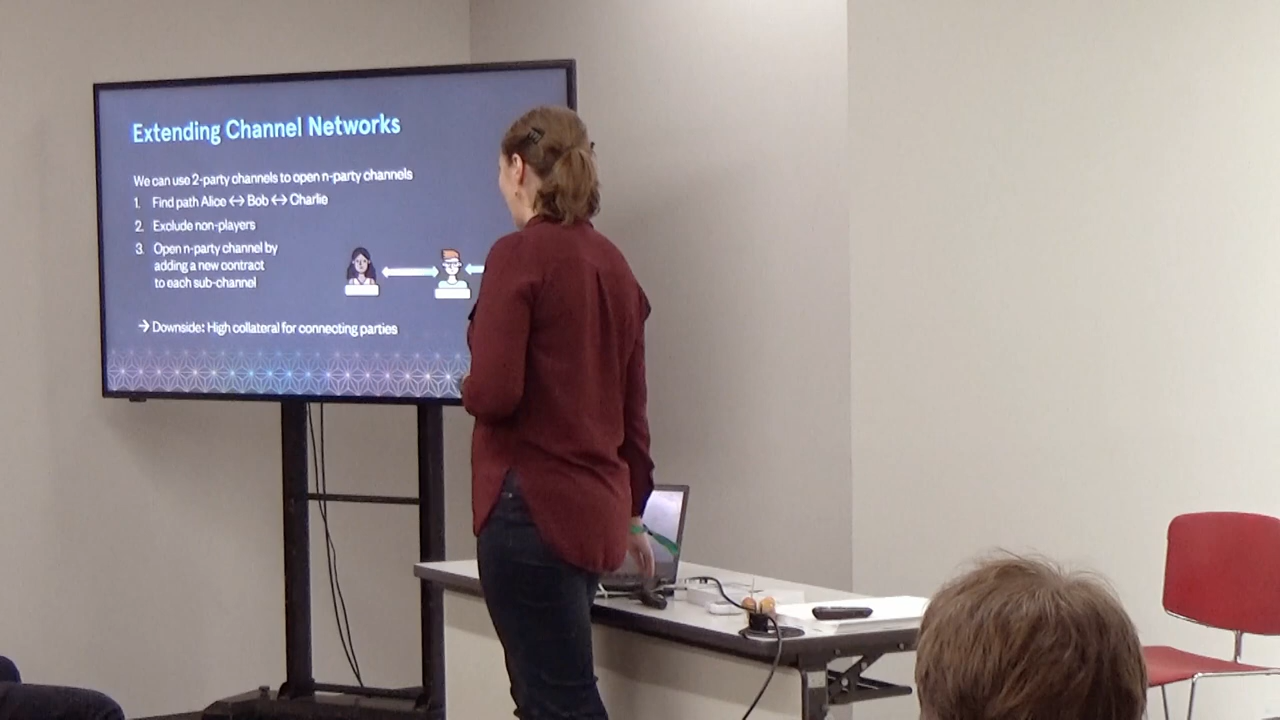 Extending Channel Networks
We can use 2-party channels to open n-party channels
1. Find path Alice ↔ Bob ↔ Charlie
2. Exclude non-players
3. Open n-party channel by
adding a new contract
to each sub-channel
→ Downside: High collateral for connecting parties